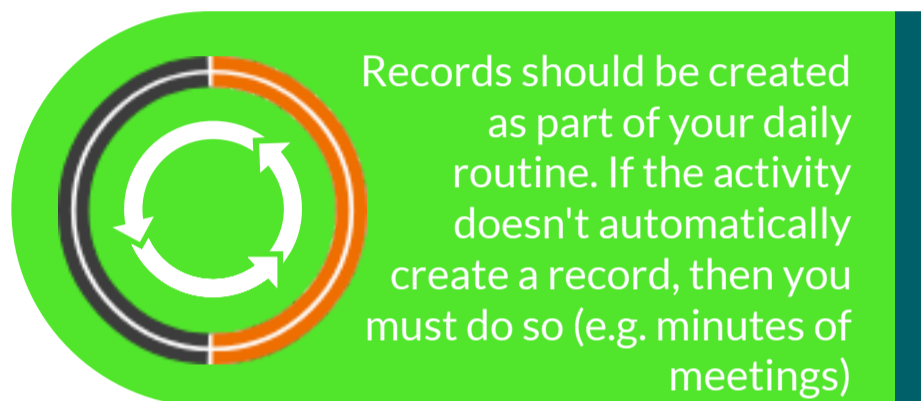 Records should be created
as part of your daily
routine. If the activity
doesn't automatically
create a record, then you
must do so (e.g. minutes of
meetings)